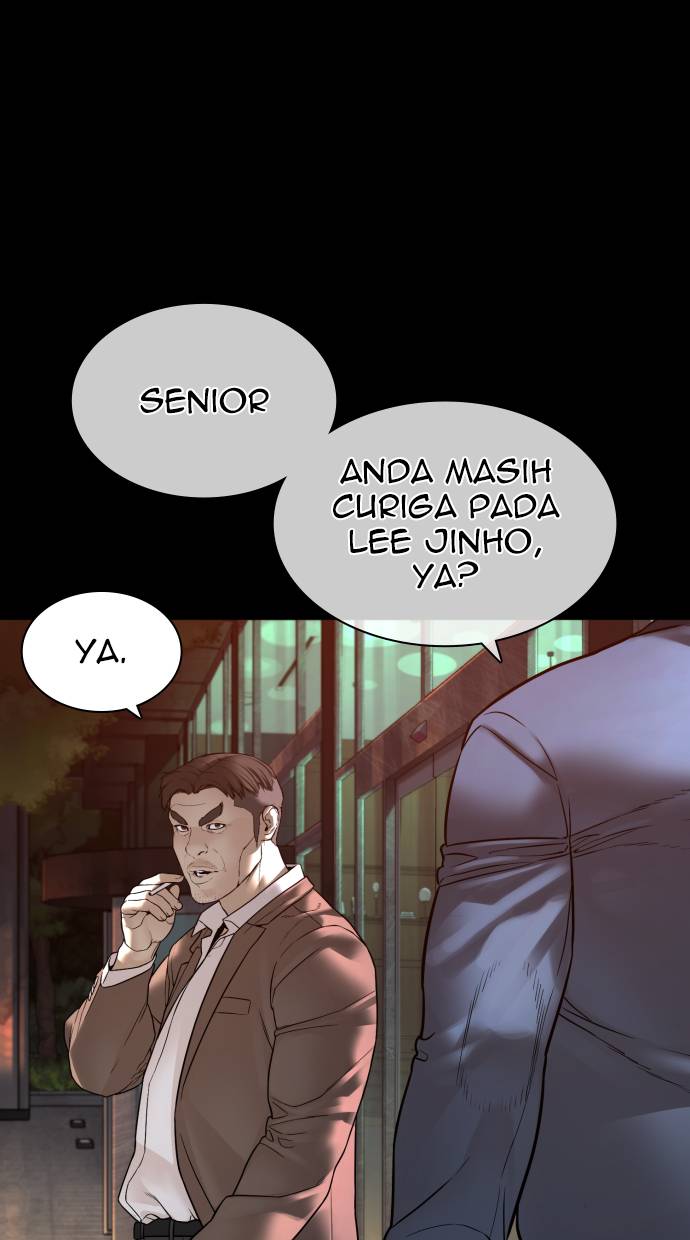 SENIOR
ANDA MASIH
CURIGA PADA
LEE JINHO,
YA?
YA.